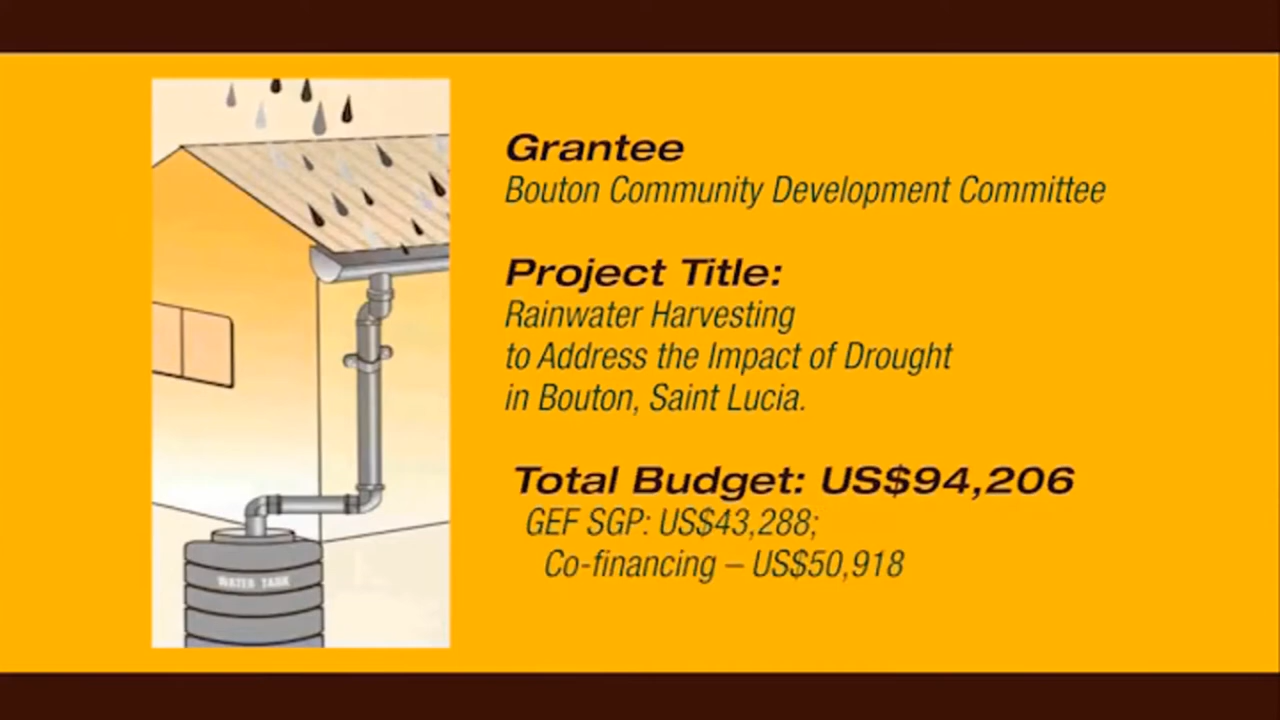 Grantee
Bouton Community Development Committee
Project Title:
Rainwater Harvesting
to Address the Impact of Drought
in Bouton, Saint Lucia.
Total Budget: US$94,206
GEF SGP: US$43,288;
Co-financing – US$50,918
WATER TANK